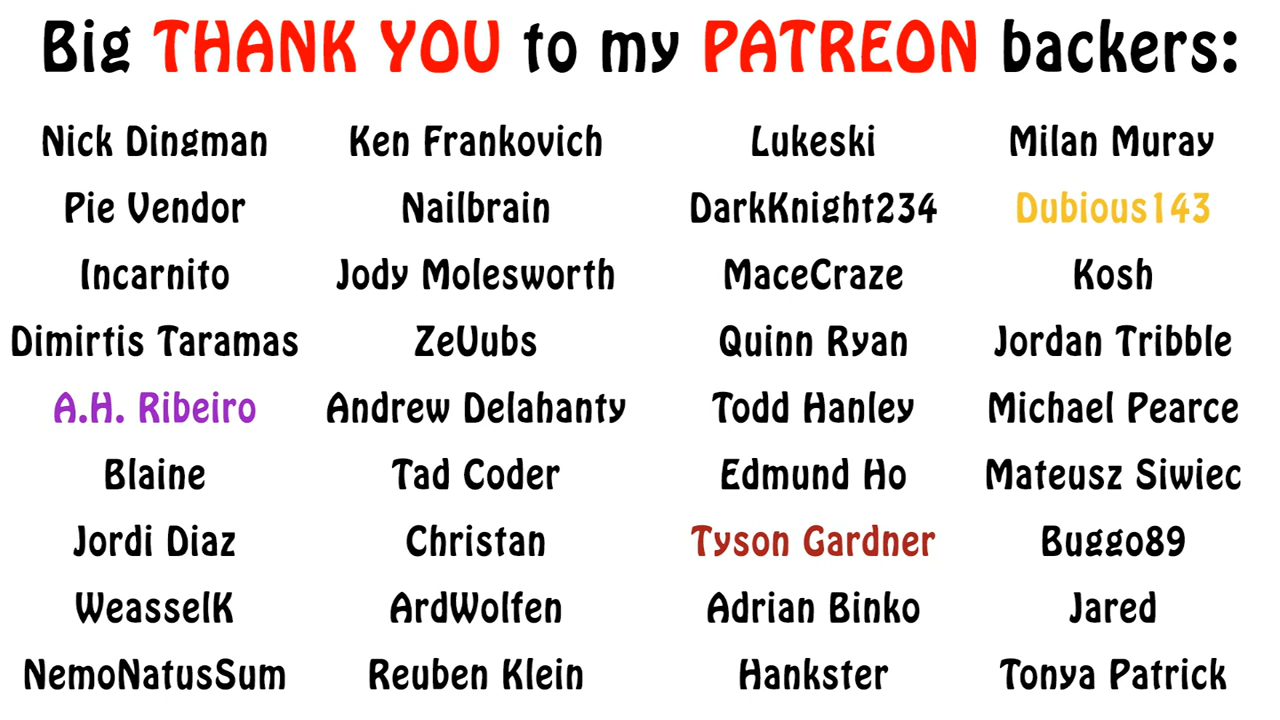 Big THANK YOU to my PATREON backers:
Nick Dingman Ken Frankovich Lukeski Milan Muray
Pie Vendor Nailbrain DarkKnight234 Dubious143
Incarnito Jody Molesworth MaceCraze Kosh
Dimirtis Taramas ZeVubs Quinn Ryan Jordan Tribble
A.H. Ribeiro Andrew Delahanty Todd Hanley Michael Pearce
Blaine Tad Coder Edmund Ho Mateusz Siwiec
Jordi Diaz Christan Tyson Gardner Buggo89
WeasselK ArdWolfen Adrian Binko Jared
NemoNatusSum Reuben Klein Hankster Tonya Patrick